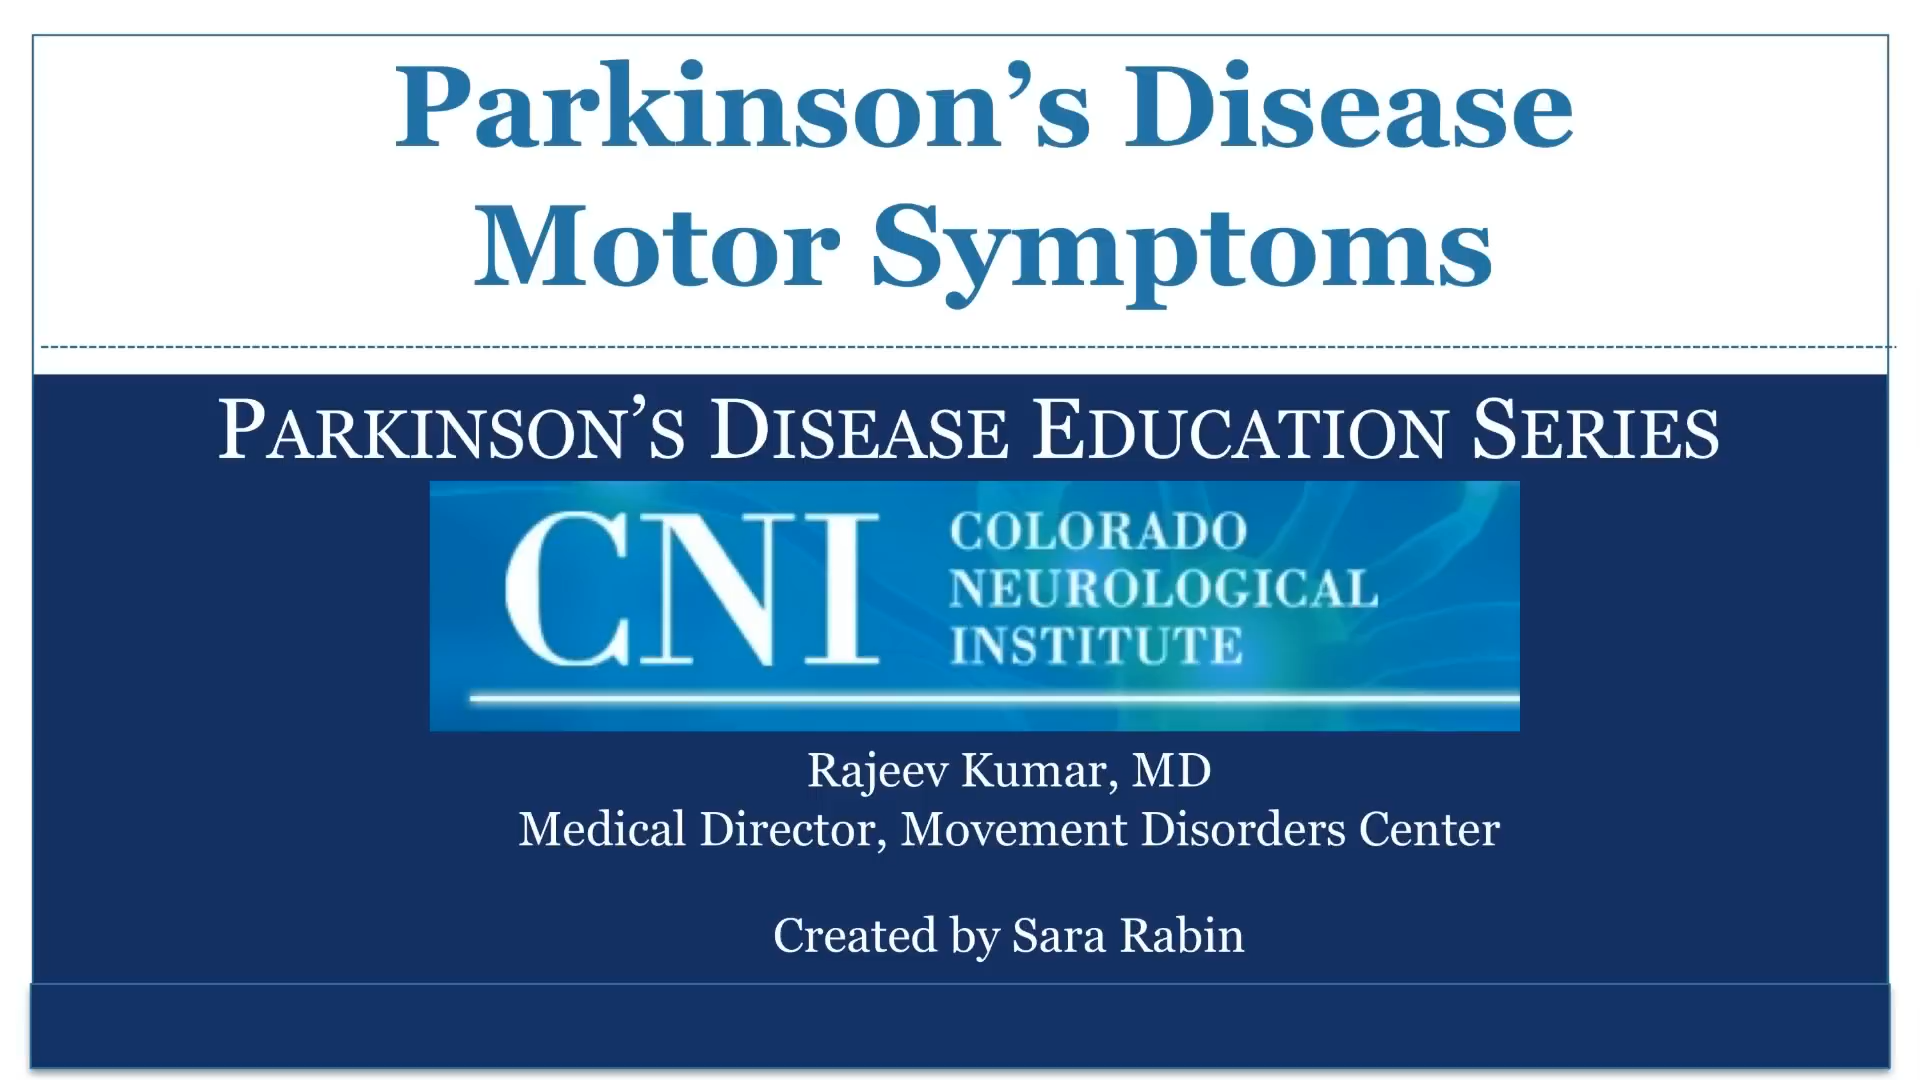 Parkinson’s Disease
Motor Symptoms
PARKINSON’S DISEASE EDUCATION SERIES
CNI
COLORADO
NEUROLOGICAL
INSTITUTE
Rajeev Kumar, MD
Medical Director, Movement Disorders Center
Created by Sara Rabin